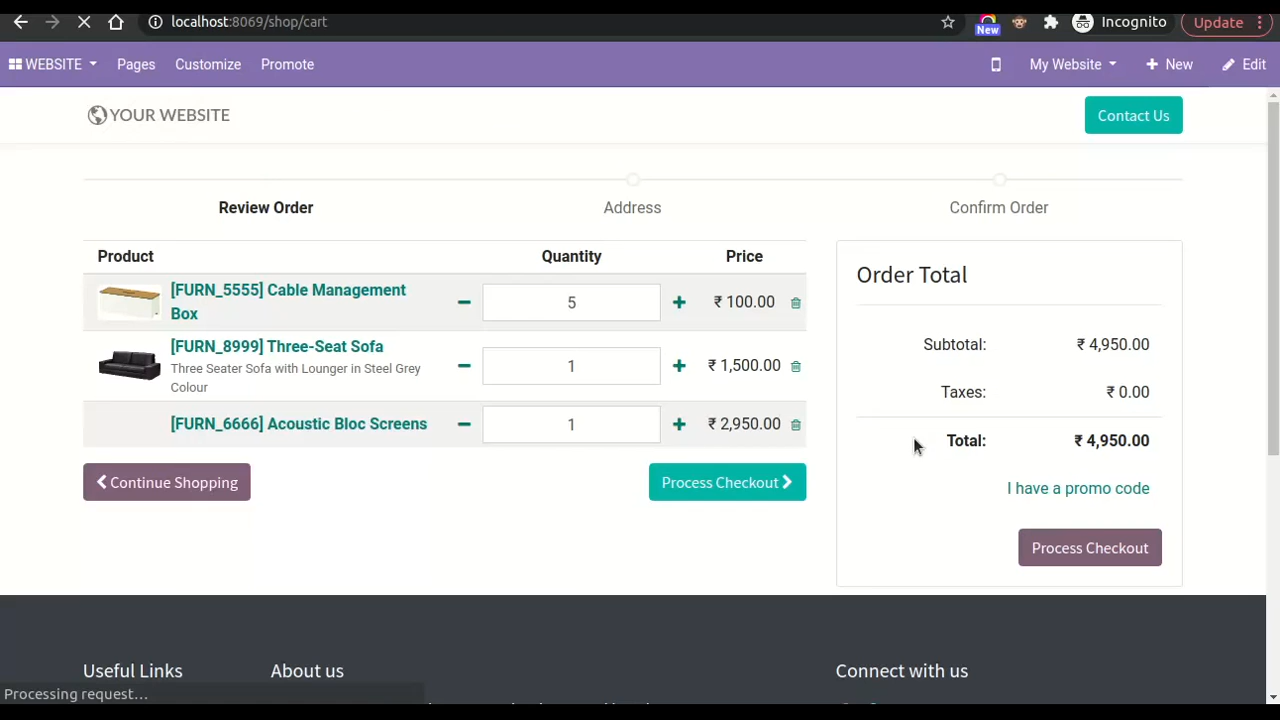 localhost:8069/shop/cart
New
Incognito
Update
WEBSITE
Pages
Customize
Promote
My Website
New
Edit
YOUR WEBSITE
Contact Us
Review Order
Address
Confirm Order
Product
Quantity
Price
[FURN_5555] Cable Management
Box
5
₹ 100.00
[FURN_8999] Three-Seat Sofa
Three Seater Sofa with Lounger in Steel Grey
Colour
1
₹ 1,500.00
[FURN_6666] Acoustic Bloc Screens
1
₹ 2,950.00
Continue Shopping
Process Checkout
Order Total
Subtotal: ₹ 4,950.00
Taxes: ₹ 0.00
Total: ₹ 4,950.00
I have a promo code
Process Checkout
Useful Links
About us
Connect with us
Processing request...